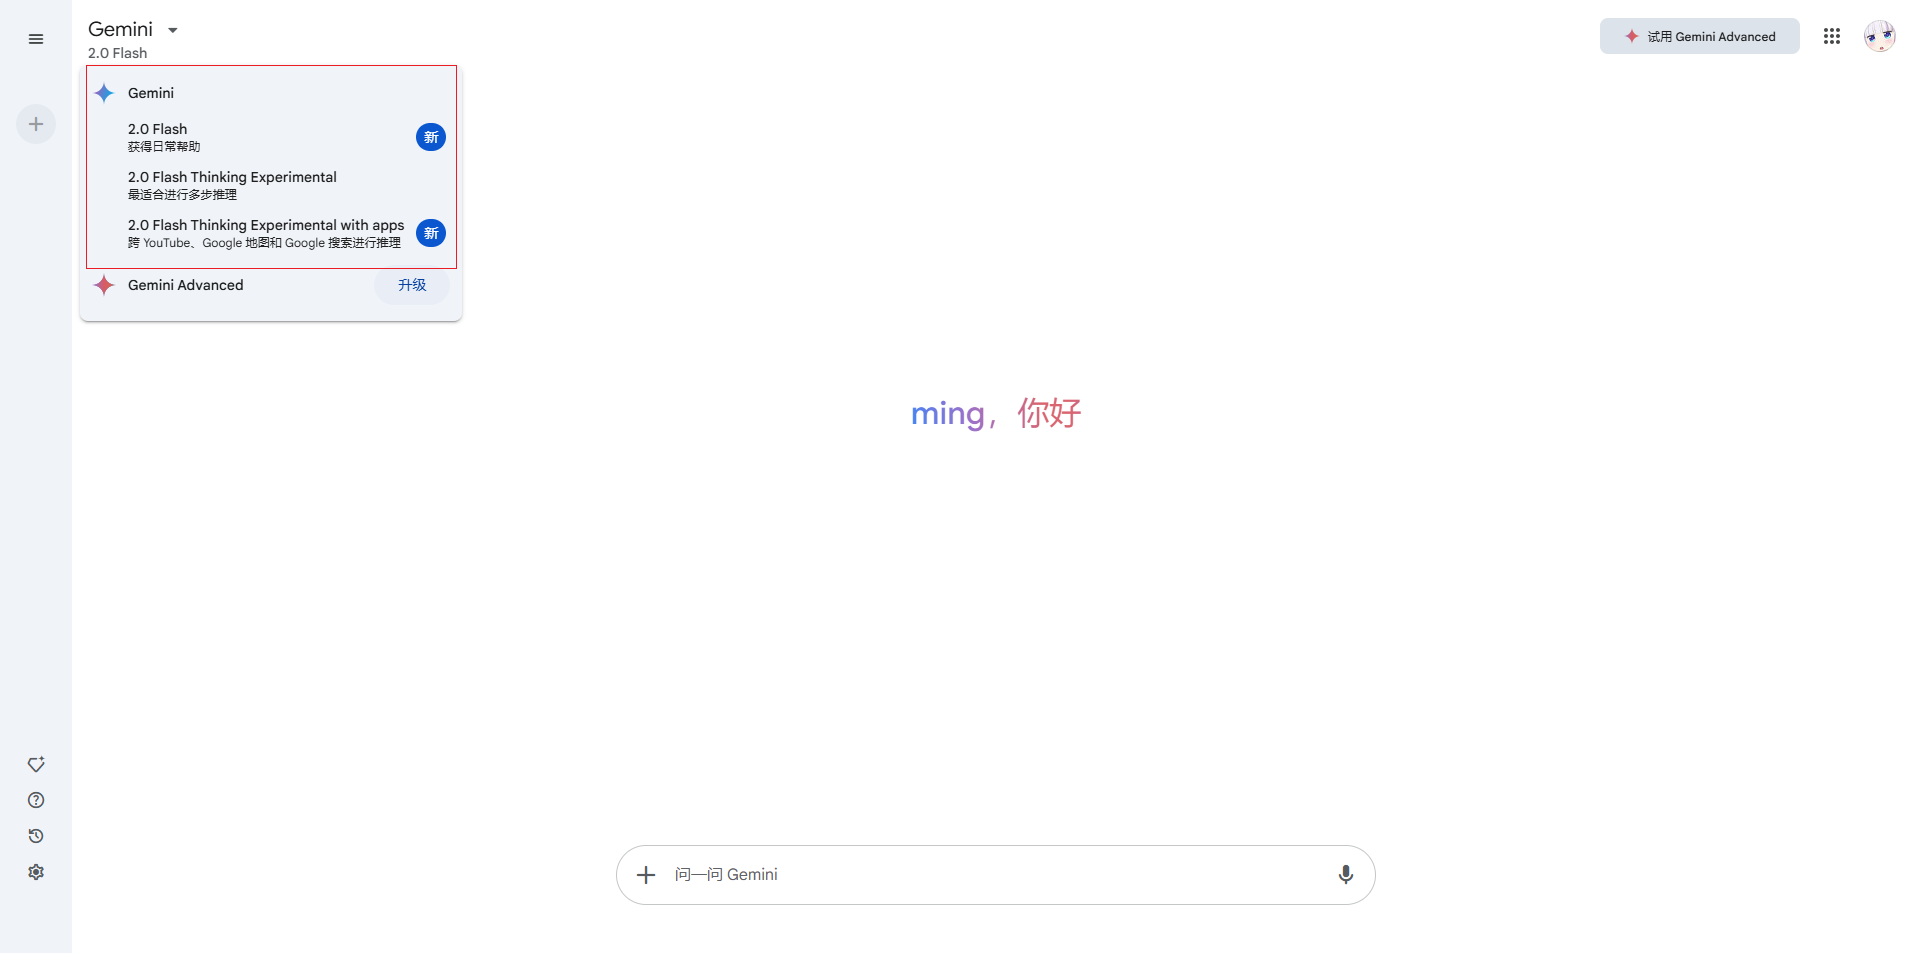 Gemini
2.0 Flash
试用 Gemini Advanced
Gemini
2.0 Flash
获得日常帮助
新
2.0 Flash Thinking Experimental
最适合进行多步推理
2.0 Flash Thinking Experimental with apps
跨 YouTube、Google 地图和 Google 搜索进行推理
新
Gemini Advanced
升级
ming，你好
问一问 Gemini